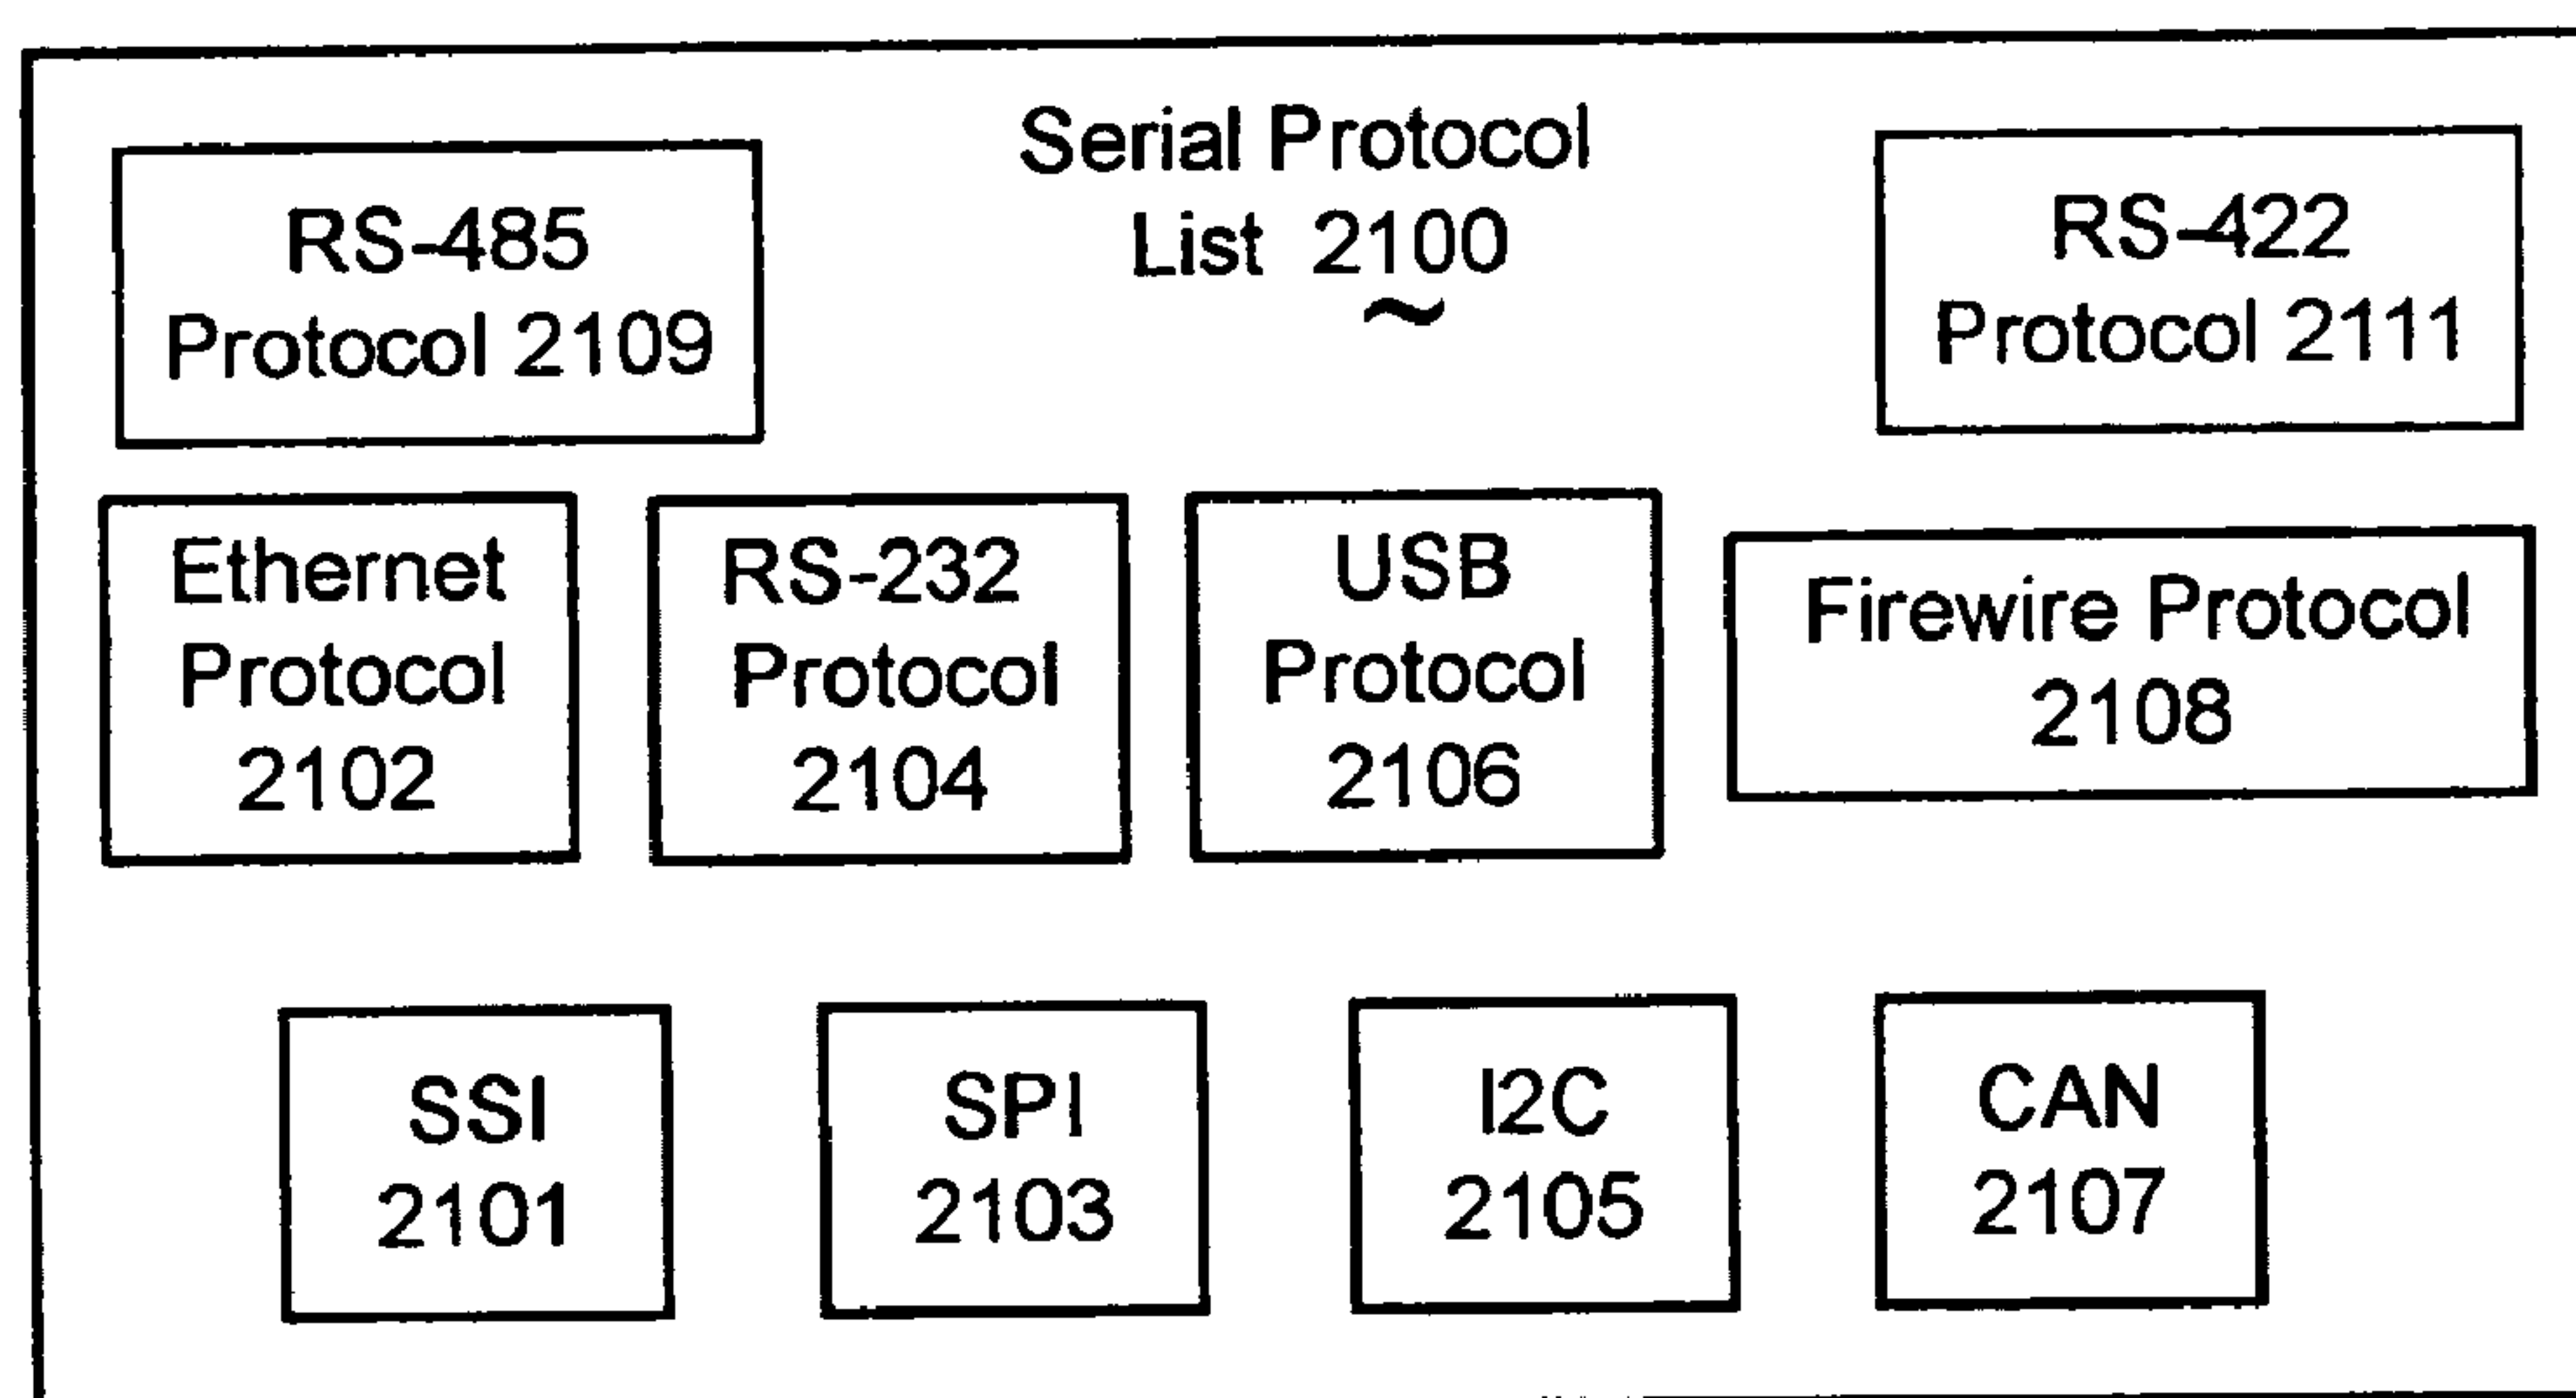 RS-485
Protocol 2109
Serial Protocol
List 2100
~
RS-422
Protocol 2111
Ethernet
Protocol
2102
RS-232
Protocol
2104
USB
Protocol
2106
Firewire Protocol
2108
SSI
2101
SPI
2103
I2C
2105
CAN
2107